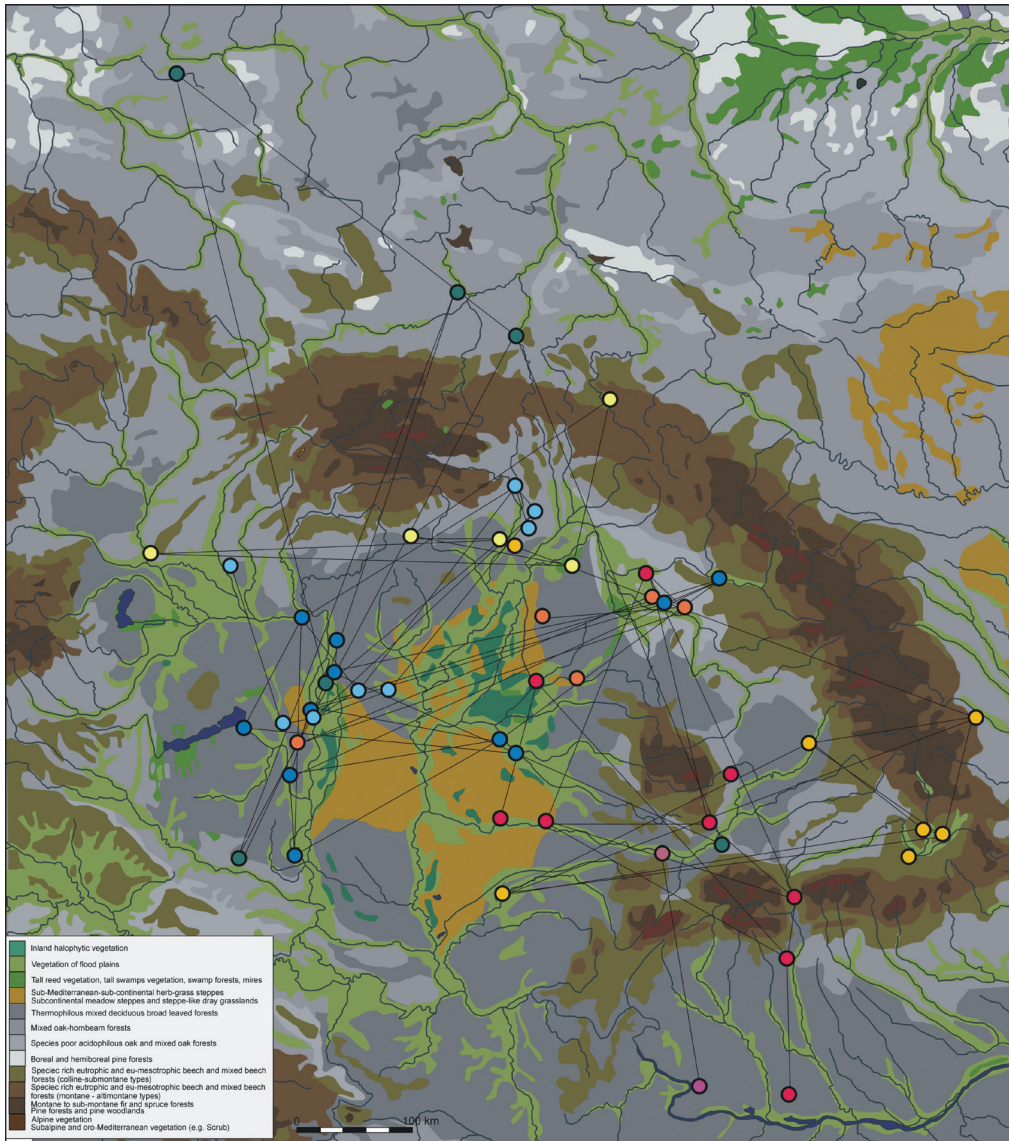 0
100 km
Inland halophytic vegetation
Vegetation of flood plains
Tall reed vegetation, tall swamps vegetation, swamp forests, mires
Sub-Mediterranean-sub-continental herb-grass steppes
Subcontinental meadow steppes and steppe-like dray grasslands
Thermophilous mixed deciduous broad leaved forests
Mixed oak-hombeam forests
Species poor acidophilous oak and mixed oak forests
Boreal and hemiboreal pine forests
Speciec rich eutrophic and eu-mesotrophic beech and mixed beech
forests (colline-submontane types)
Speciec rich eutrophic and eu-mesotrophic beech and mixed beech
forests (montane - altimontane types)
Montane to sub-montane fir and spruce forests
Pine forests and pine woodlands
Alpine vegetation
Subalpine and oro-Mediterranean vegetation (e.g. Scrub)